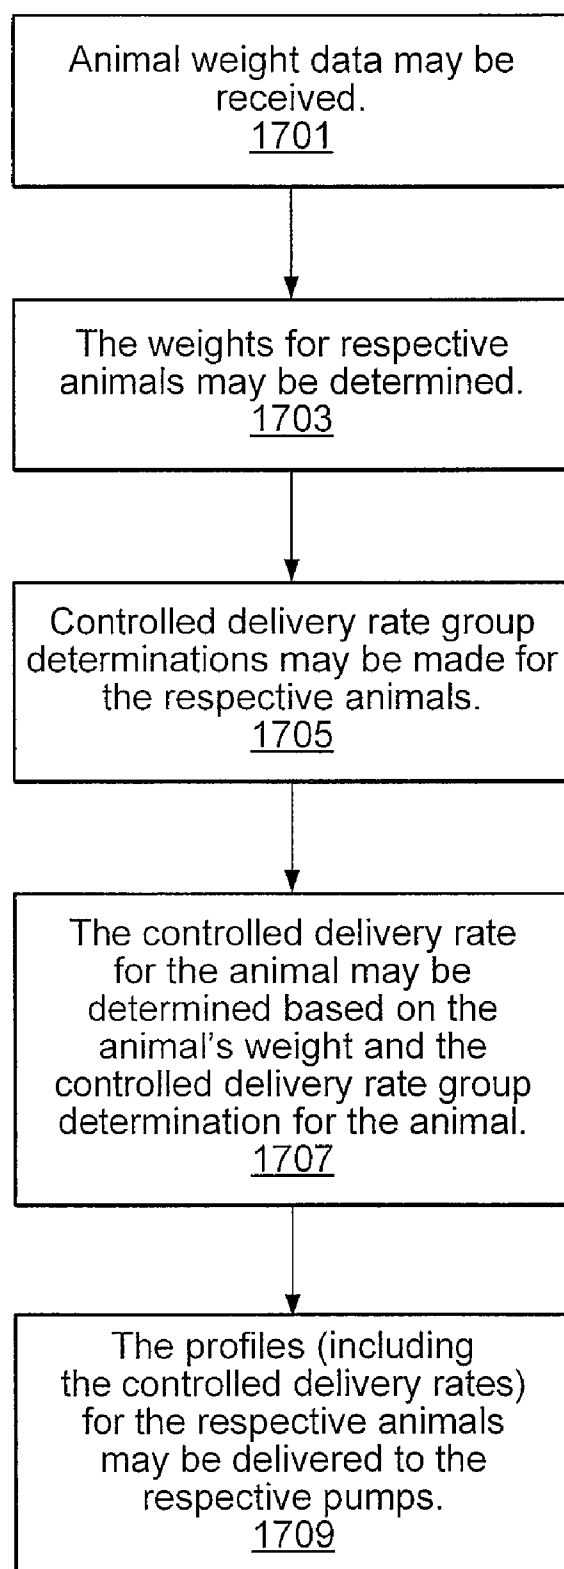 Animal weight data may be
received.
1701
The weights for respective
animals may be determined.
1703
Controlled delivery rate group
determinations may be made for
the respective animals.
1705
The controlled delivery rate
for the animal may be
determined based on the
animal's weight and the
controlled delivery rate group
determination for the animal.
1707
The profiles (including
the controlled delivery rates)
for the respective animals
may be delivered to the
respective pumps.
1709